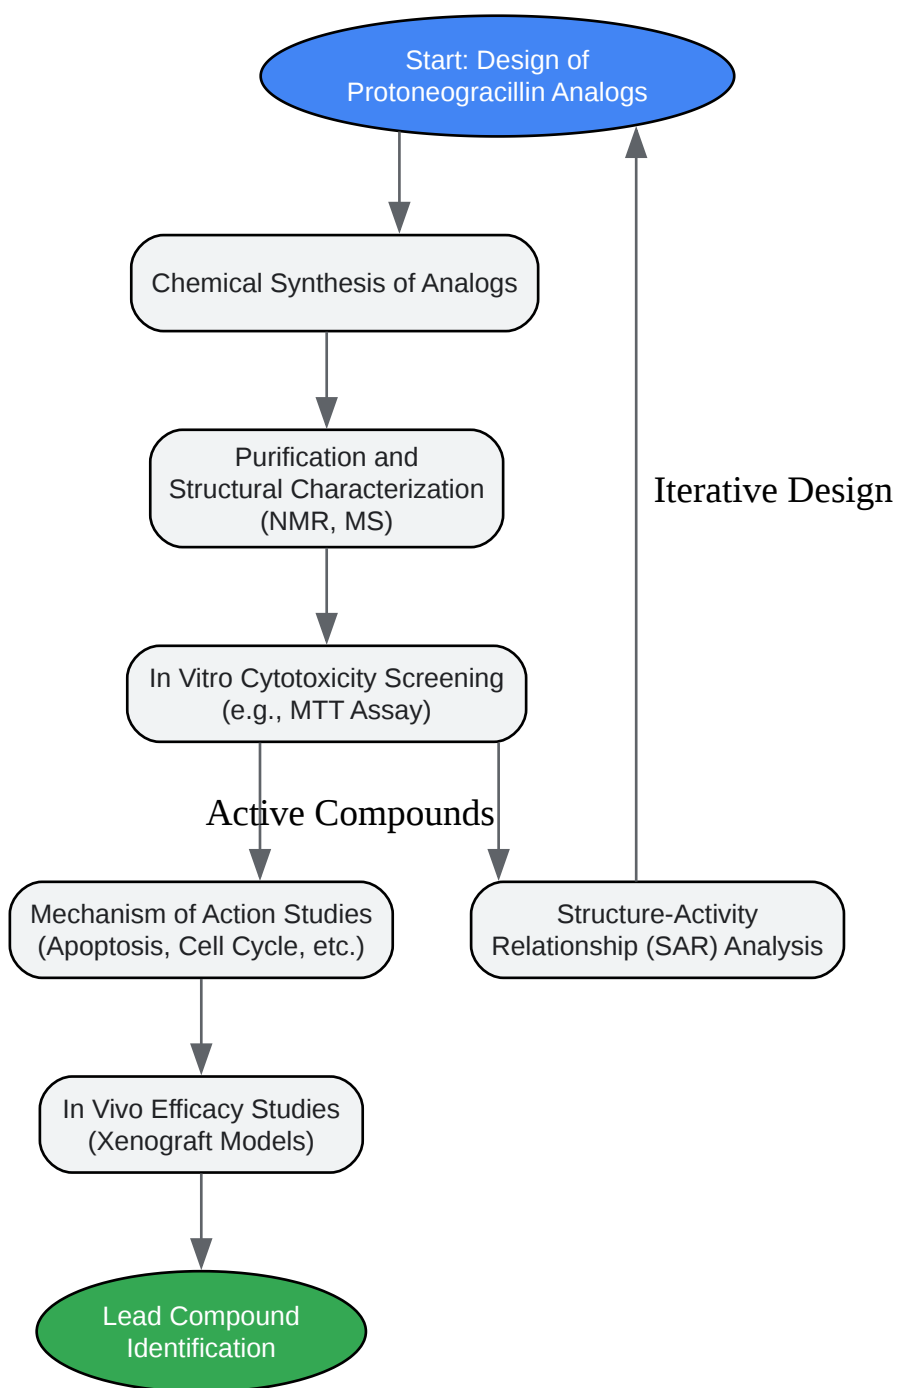 Start: Design of
Protoneogracillin Analogs
Chemical Synthesis of Analogs
Purification and
Structural Characterization
(NMR, MS)
Iterative Design
In Vitro Cytotoxicity Screening
(e.g., MTT Assay)
Active Compounds
Mechanism of Action Studies
(Apoptosis, Cell Cycle, etc.)
Structure-Activity
Relationship (SAR) Analysis
In Vivo Efficacy Studies
(Xenograft Models)
Lead Compound
Identification